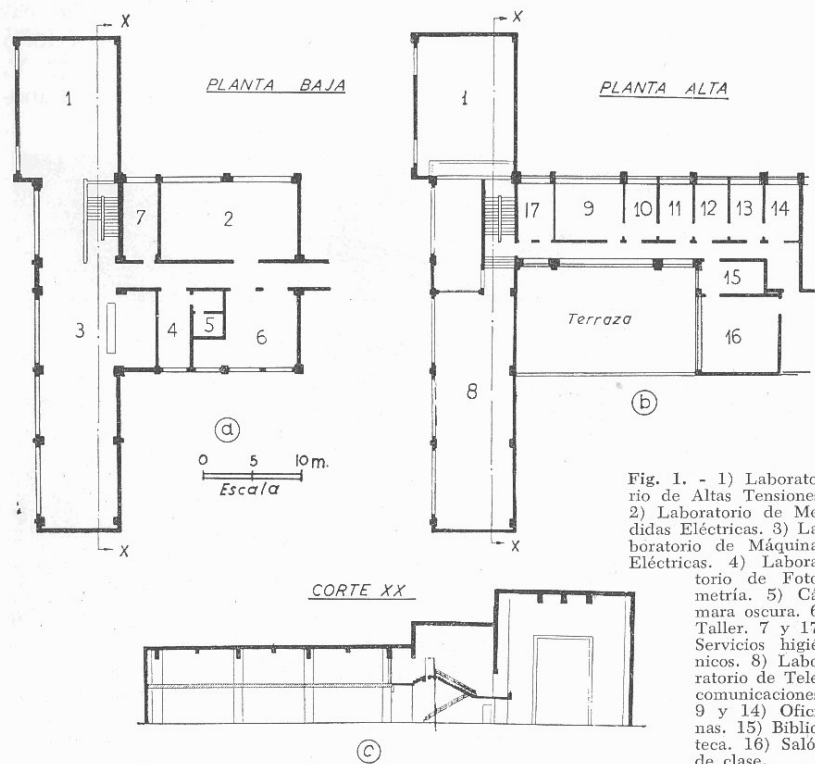 X
X
PLANTA BAJA
PLANTA ALTA
1
1
7
2
17
9
10
11
12
13
14
15
3
4
5
6
Terraza
16
8
a
b
0 5 10 m.
Escala
X
X
Fig. 1. - 1) Laborato-
rio de Altas Tensione
2) Laboratorio de Me
didas Eléctricas. 3) La
boratorio de Máquina
Eléctricas. 4) Labora
torio de Foto
metría. 5) Cá
mara oscura. 6
Taller. 7 y 17
Servicios higié
nicos. 8) Labo
ratorio de Tele
comunicacione
9 y 14) Ofici
nas. 15) Biblio
teca. 16) Saló
de clase.
CORTE XX
c